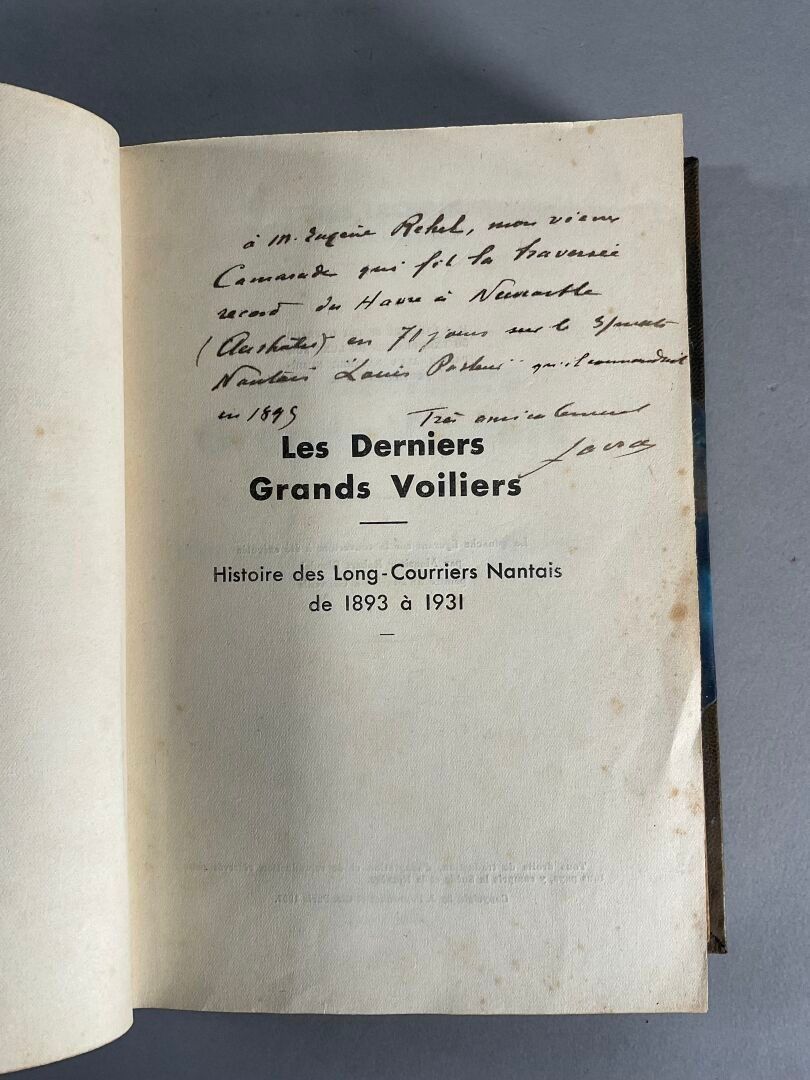 à M. Eugène Rehel, mon vieux
Camarade qui fit la traversée
record du Havre à Newcastle
(Australie) en 71 jours sur le 3/mats
Nantais "Louis Pasteur" qu'il commandait
en 1895 Très amicalement
Les Derniers
Grands Voiliers
Histoire des Long-Courriers Nantais
de 1893 à 1931